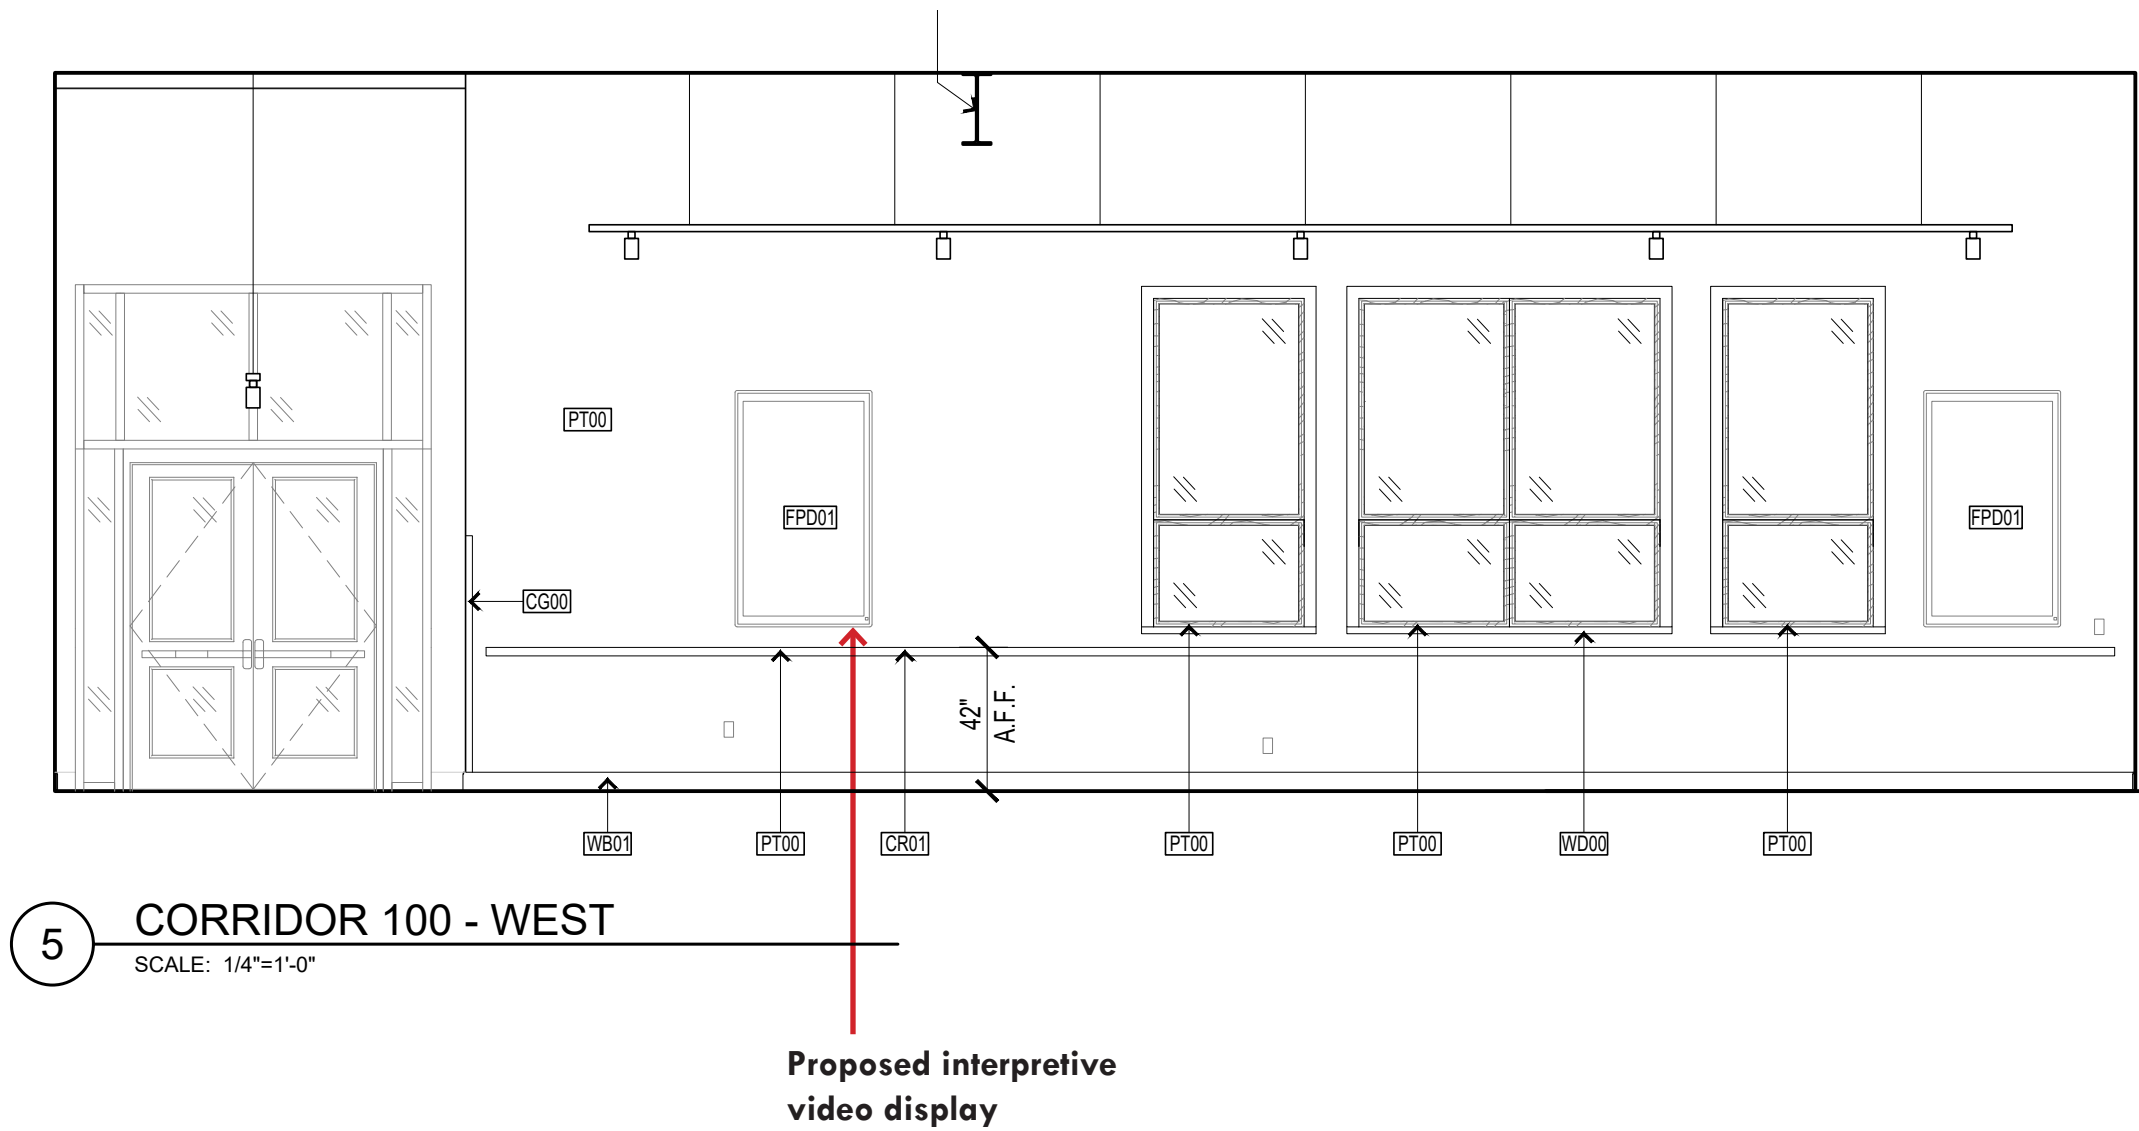 PT00
FPD01
FPD01
CG00
42"
A.F.F.
WB01
PT00
CR01
PT00
PT00
WD00
PT00
5
CORRIDOR 100 - WEST
SCALE: 1/4"=1'-0"
Proposed interpretive
video display